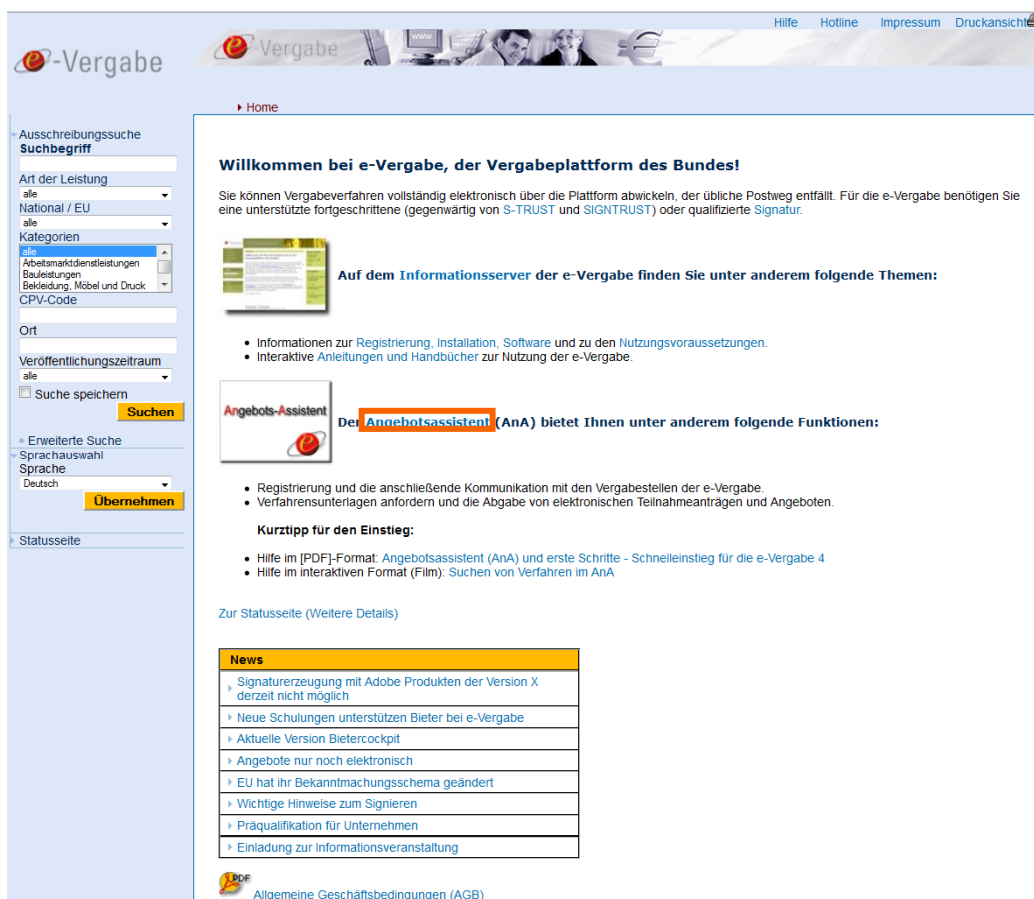 Hilfe Hotline Impressum Druckansicht
e-Vergabe
e-Vergabe
WWW
Home
Ausschreibungssuche
Suchbegriff
Art der Leistung
alle
National / EU
alle
Kategorien
alle
Arbeitsmarktdienstleistungen
Bauleistungen
Bekleidung, Möbel und Druck
CPV-Code
Ort
Veröffentlichungszeitraum
alle
Suche speichern
Suchen
Erweiterte Suche
Sprachauswahl
Sprache
Deutsch
Übernehmen
Statusseite
Willkommen bei e-Vergabe, der Vergabeplattform des Bundes!
Sie können Vergabeverfahren vollständig elektronisch über die Plattform abwickeln, der übliche Postweg entfällt. Für die e-Vergabe benötigen Sie
eine unterstützte fortgeschrittene (gegenwärtig von S-TRUST und SIGNTRUST) oder qualifizierte Signatur.
Auf dem Informationsserver der e-Vergabe finden Sie unter anderem folgende Themen:
• Informationen zur Registrierung, Installation, Software und zu den Nutzungsvoraussetzungen.
• Interaktive Anleitungen und Handbücher zur Nutzung der e-Vergabe.
Angebots-Assistent
e
Der Angebotsassistent (AnA) bietet Ihnen unter anderem folgende Funktionen:
• Registrierung und die anschließende Kommunikation mit den Vergabestellen der e-Vergabe.
• Verfahrensunterlagen anfordern und die Abgabe von elektronischen Teilnahmeanträgen und Angeboten.
Kurztipp für den Einstieg:
• Hilfe im [PDF]-Format: Angebotsassistent (AnA) und erste Schritte - Schnelleinstieg für die e-Vergabe 4
• Hilfe im interaktiven Format (Film): Suchen von Verfahren im AnA
Zur Statusseite (Weitere Details)
News
Signaturerzeugung mit Adobe Produkten der Version X
derzeit nicht möglich
Neue Schulungen unterstützen Bieter bei e-Vergabe
Aktuelle Version Bietercockpit
Angebote nur noch elektronisch
EU hat ihr Bekanntmachungsschema geändert
Wichtige Hinweise zum Signieren
Präqualifikation für Unternehmen
Einladung zur Informationsveranstaltung
PDF
Allgemeine Geschäftsbedingungen (AGB)